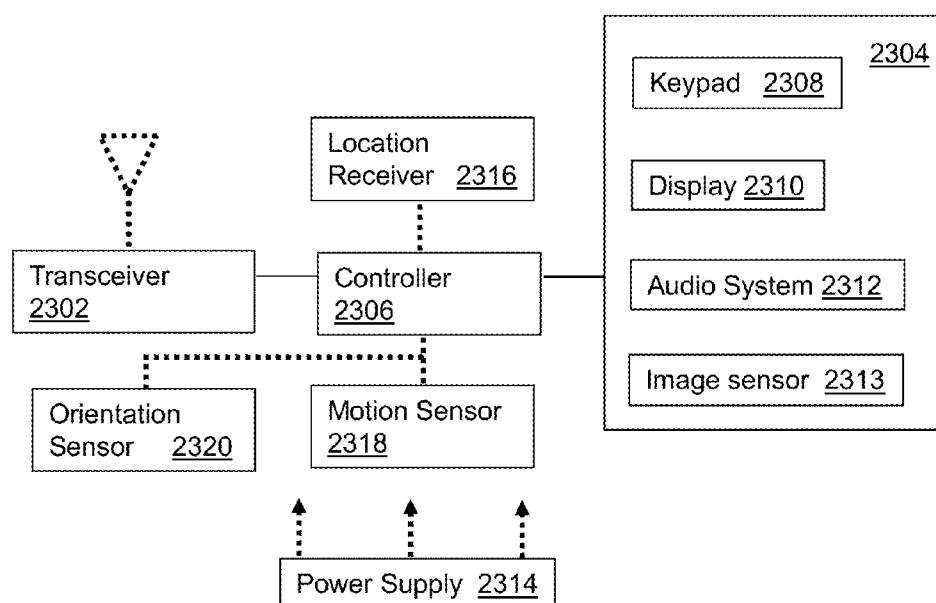 2304
Keypad 2308
Location
Receiver 2316
Display 2310
Transceiver
2302
Controller
2306
Audio System 2312
Image sensor 2313
Orientation
Sensor 2320
Motion Sensor
2318
Power Supply 2314